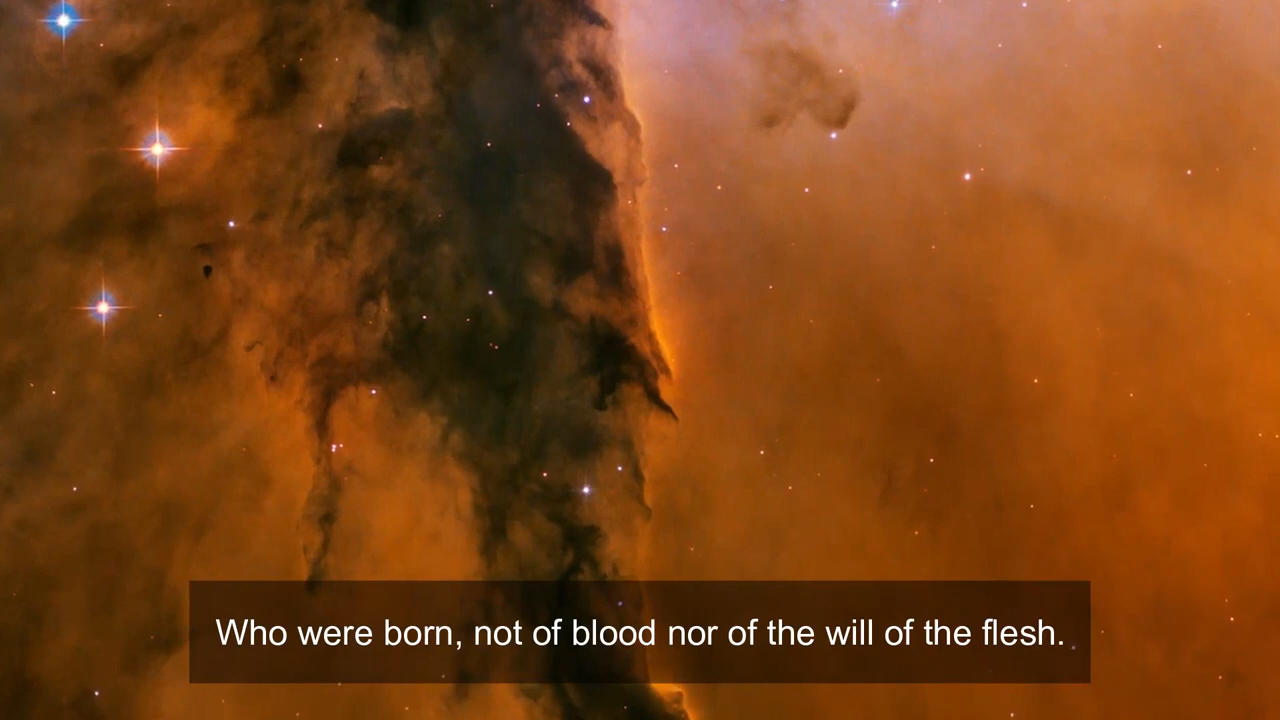 Who were born, not of blood nor of the will of the flesh.